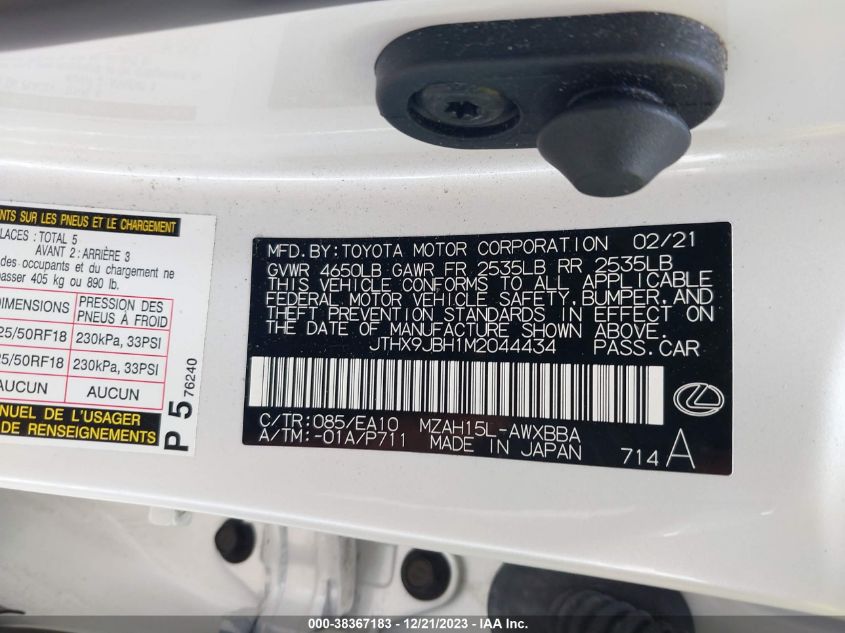 NTS SUR LES PNEUS ET LE CHARGEMENT
LACES : TOTAL 5
AVANT 2 : ARRIÈRE 3
des occupants et du chargement ne
passer 405 kg ou 890 lb.
DIMENSIONS PRESSION DES PNEUS À FROID
25/50RF18 230kPa, 33PSI
25/50RF18 230kPa, 33PSI
AUCUN AUCUN
NUEL DE L'USAGER
P 5 76240
MFD. BY: TOYOTA MOTOR CORPORATION 02/21
GVWR 4650LB GAWR FR 2535LB RR 2535LB
THIS VEHICLE CONFORMS TO ALL APPLICABLE
FEDERAL MOTOR VEHICLE SAFETY, BUMPER, AND
THEFT PREVENTION STANDARDS IN EFFECT ON
THE DATE OF MANUFACTURE SHOWN ABOVE.
JTHX9JBH1M2044434 PASS. CAR
C/TR: 085/EA10 MZAH15L-AWXBBA
A/TM: -01A/P711 MADE IN JAPAN 714 A
000-38367183 - 12/21/2023 - IAA Inc.